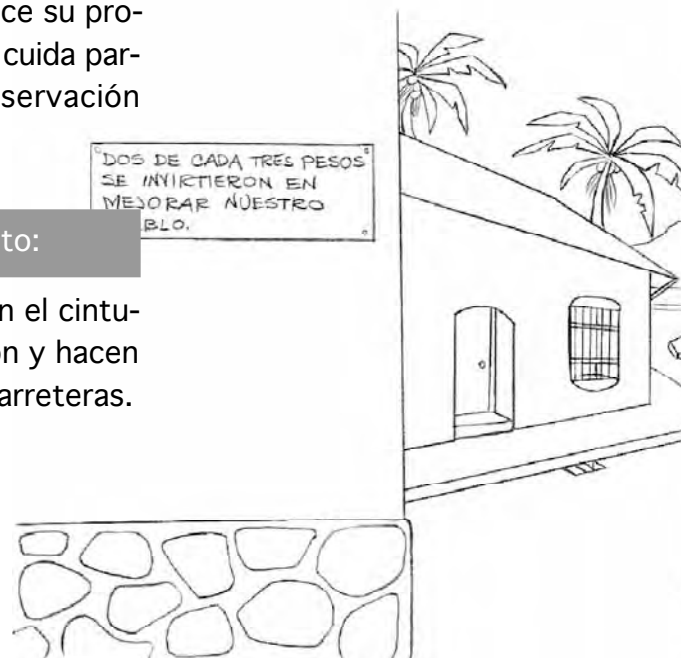 ce su pro-
cuida par-
servación
DOS DE CADA TRES PESOS
SE INVIRTIERON EN
MEJORAR NUESTRO
BLO.
to:
n el cintu-
ón y hacen
arreteras.